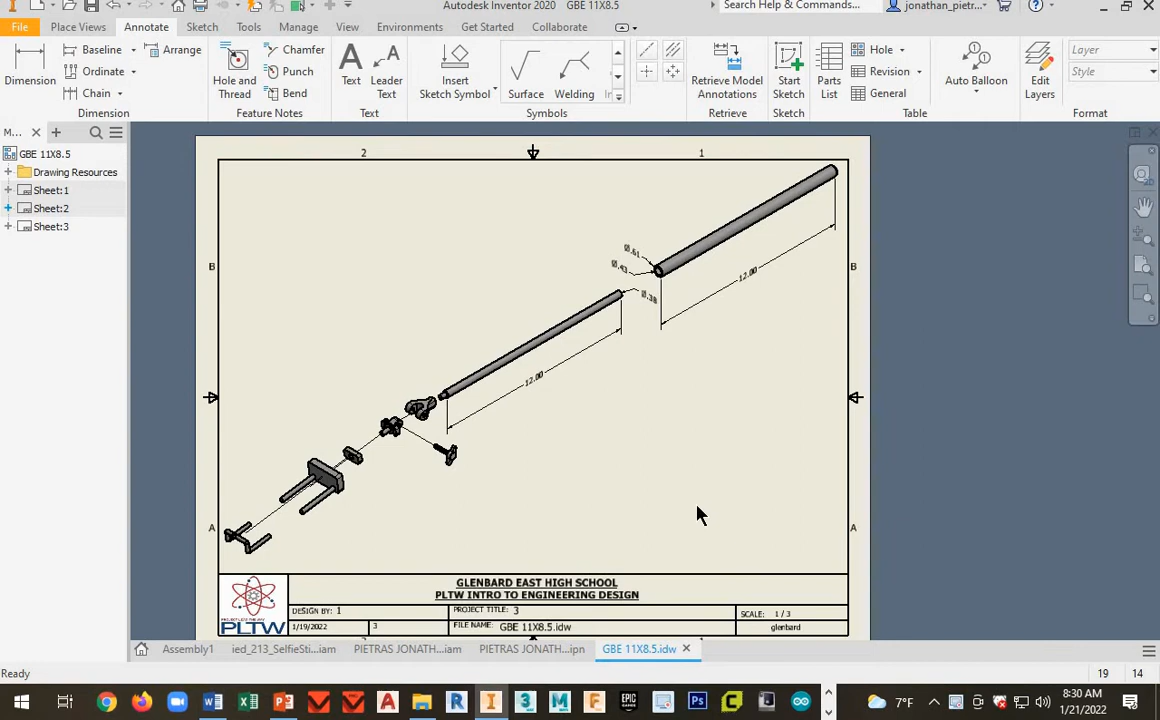 Autodesk Inventor 2020 GBE 11X8.5
Search Help & Commands...
jonathan_pietr...
File Place Views Annotate Sketch Tools Manage View Environments Get Started Collaborate
Dimension
Baseline
Ordinate
Chain
Arrange
Dimension
Hole and
Thread
Chamfer
Punch
Bend
Feature Notes
Text
Leader
Text
Text
Insert
Sketch Symbol
Surface
Welding
Symbols
Retrieve Model
Annotations
Retrieve
Start
Sketch
Sketch
Parts
List
Hole
Revision
General
Table
Auto Balloon
Edit
Layers
Layer
Style
Format
M...
GBE 11X8.5
Drawing Resources
Sheet:1
Sheet:2
Sheet:3
2
1
B
B
A
A
Ø.61
Ø.43
12.00
Ø.38
12.00
GLENBARD EAST HIGH SCHOOL
PLTW INTRO TO ENGINEERING DESIGN
PLTW
DESIGN BY: 1
PROJECT TITLE: 3
SCALE: 1 / 3
1/19/2022
3
FILE NAME: GBE 11X8.5.idw
glenbard
Assembly1
ied_213_SelfieSti...iam
PIETRAS JONATH...iam
PIETRAS JONATH...ipn
GBE 11X8.5.idw
Ready
19
14
7°F
8:30 AM
1/21/2022